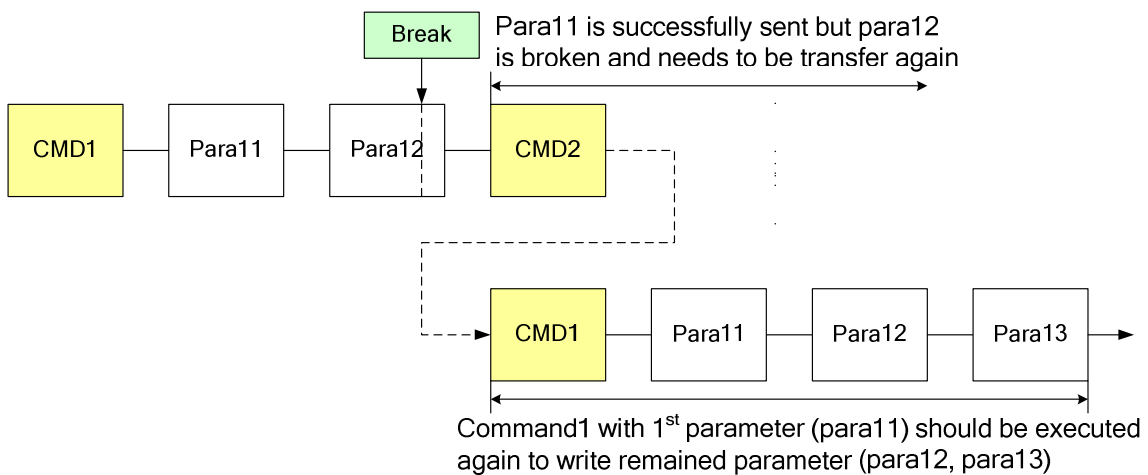 Break
Para11 is successfully sent but para12
is broken and needs to be transfer again
CMD1
Para11
Para12
CMD2
CMD1
Para11
Para12
Para13
Command1 with 1st parameter (para11) should be executed
again to write remained parameter (para12, para13)